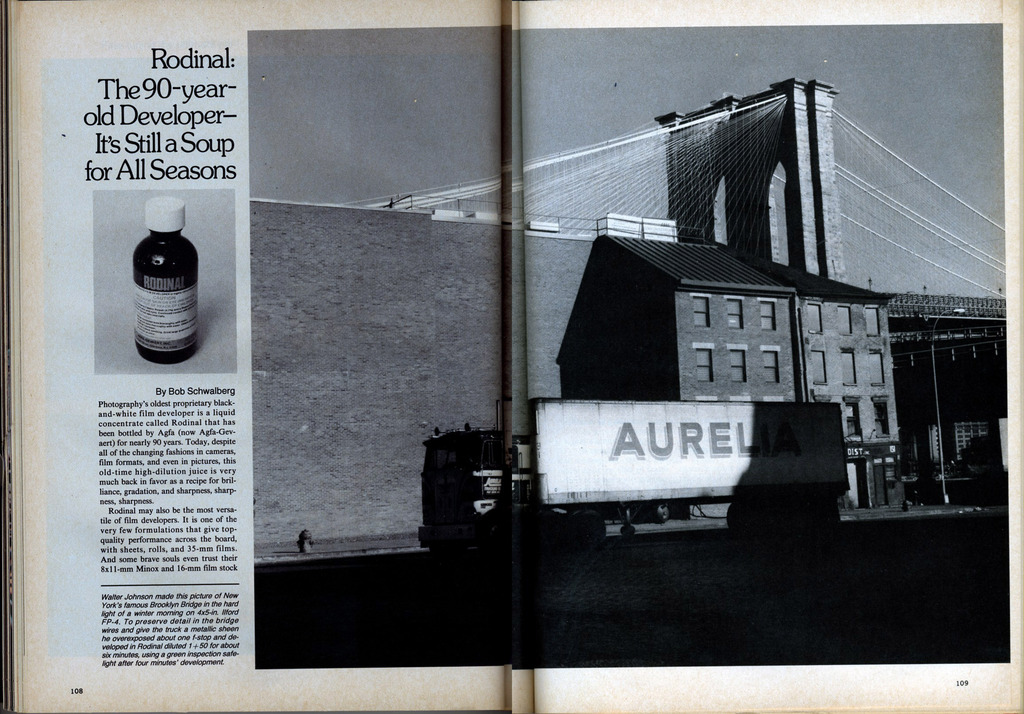 Rodinal:
The 90-year-
old Developer—
It's Still a Soup
for All Seasons
RODINAL
CAUTION
By Bob Schwalberg
Photography's oldest proprietary black-
and-white film developer is a liquid
concentrate called Rodinal that has
been bottled by Agfa (now Agfa-Gev-
aert) for nearly 90 years. Today, despite
all of the changing fashions in cameras,
film formats, and even in pictures, this
old-time high-dilution juice is very
much back in favor as a recipe for bril-
liance, gradation, and sharpness, sharp-
ness, sharpness.
Rodinal may also be the most versa-
tile of film developers. It is one of the
very few formulations that give top-
quality performance across the board,
with sheets, rolls, and 35-mm films.
And some brave souls even trust their
8x11-mm Minox and 16-mm film stock
Walter Johnson made this picture of New
York's famous Brooklyn Bridge in the hard
light of a winter morning on 4x5-in. Ilford
FP-4. To preserve detail in the bridge
wires and give the truck a metallic sheen
he overexposed about one f-stop and de-
veloped in Rodinal diluted 1+50 for about
six minutes, using a green inspection safe-
light after four minutes' development.
108
AURELIA
DIST.
109